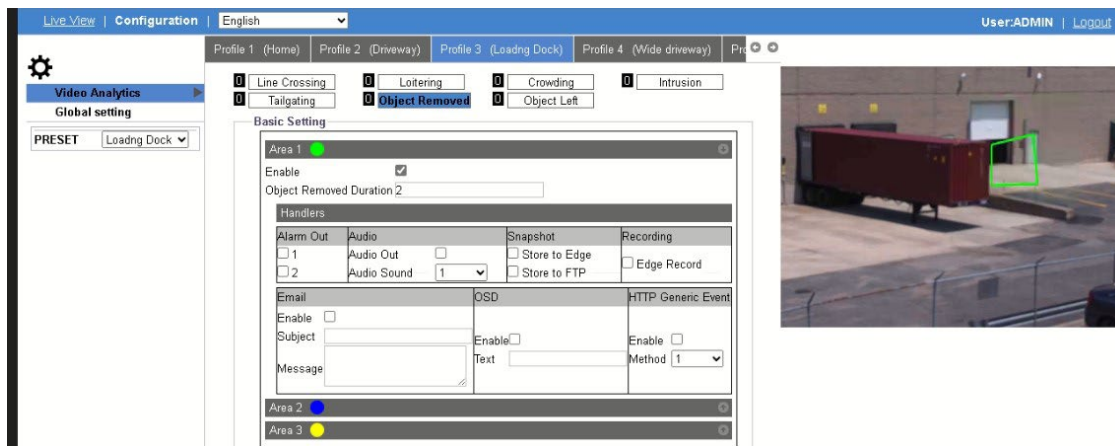 Live View | Configuration | English
User:ADMIN | Logout
Profile 1 (Home) Profile 2 (Driveway) Profile 3 (Loadng Dock) Profile 4 (Wide driveway)
Video Analytics
Global setting
PRESET Loadng Dock
0 Line Crossing 0 Loitering 0 Crowding 0 Intrusion
0 Tailgating 0 Object Removed 0 Object Left
Basic Setting
Area 1
Enable
Object Removed Duration 2
Handlers
Alarm Out Audio Snapshot Recording
1 Audio Out Store to Edge
Edge Record
2 Audio Sound 1 Store to FTP
Email OSD HTTP Generic Event
Enable
Subject
Enable Enable
Text Method 1
Message
Area 2
Area 3